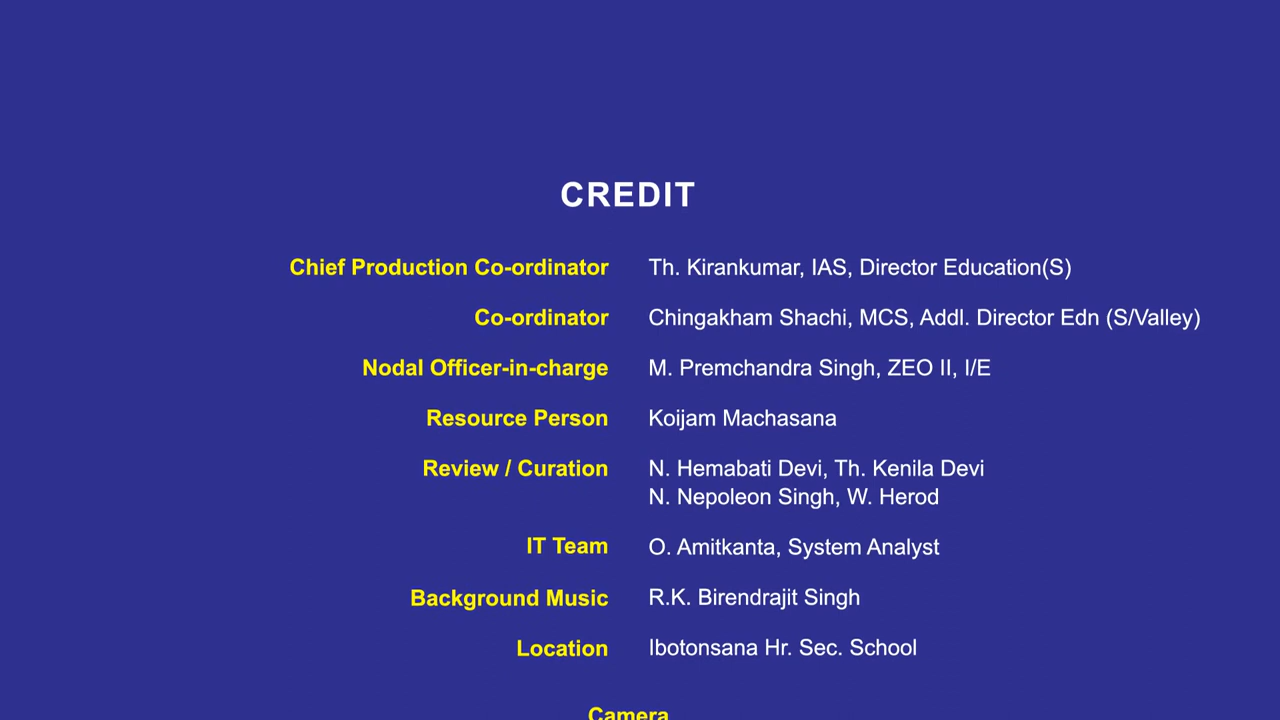 CREDIT
Chief Production Co-ordinator Th. Kirankumar, IAS, Director Education(S)
Co-ordinator Chingakham Shachi, MCS, Addl. Director Edn (S/Valley)
Nodal Officer-in-charge M. Premchandra Singh, ZEO II, I/E
Resource Person Koijam Machasana
Review / Curation N. Hemabati Devi, Th. Kenila Devi
N. Nepoleon Singh, W. Herod
IT Team O. Amitkanta, System Analyst
Background Music R.K. Birendrajit Singh
Location Ibotonsana Hr. Sec. School
Camera